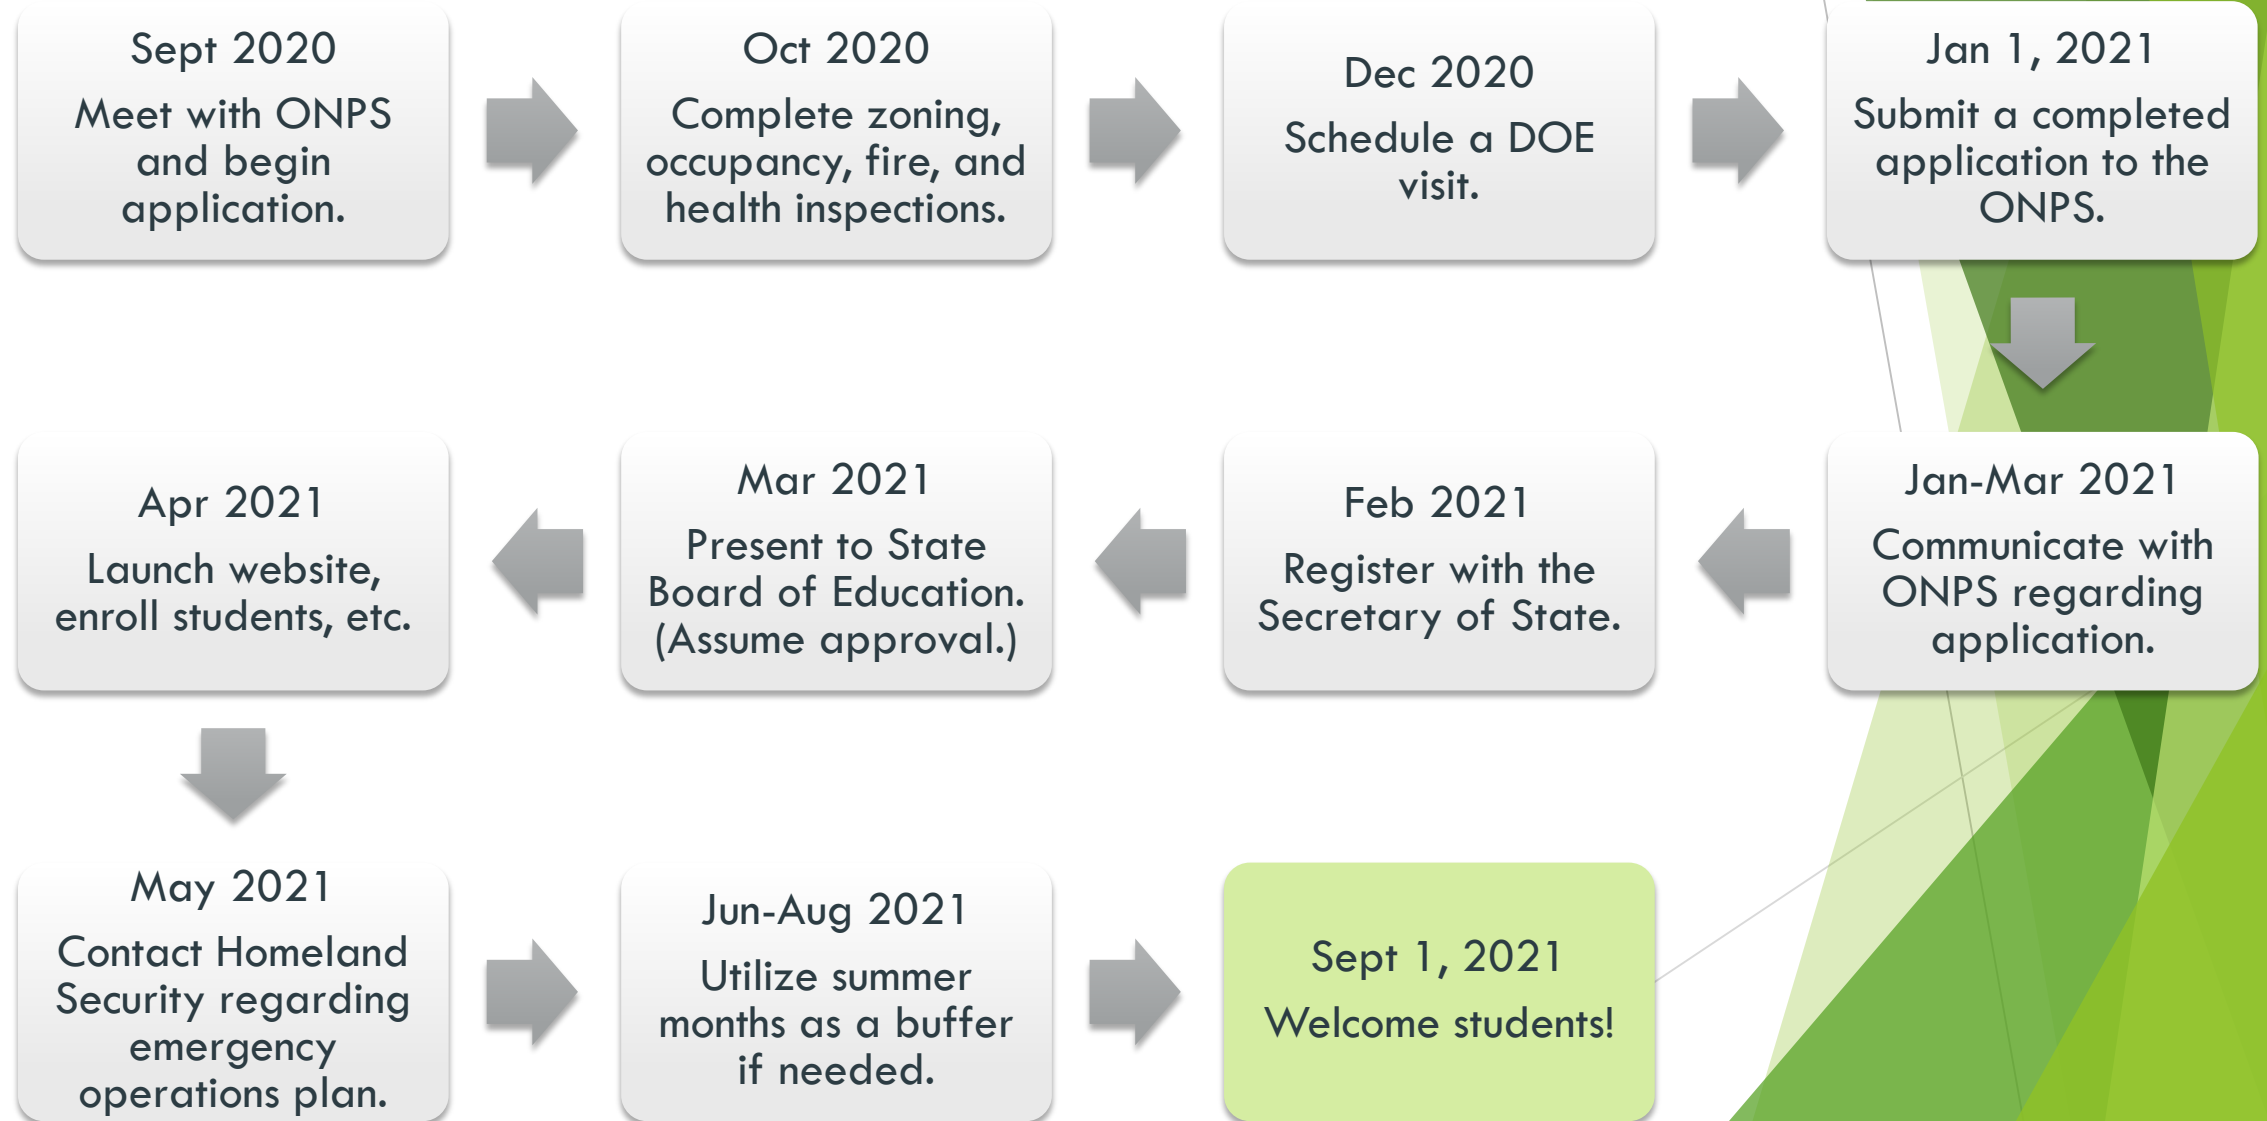 Sept 2020
Meet with ONPS
and begin
application.
Oct 2020
Complete zoning,
occupancy, fire, and
health inspections.
Dec 2020
Schedule a DOE
visit.
Jan 1, 2021
Submit a completed
application to the
ONPS.
Jan-Mar 2021
Communicate with
ONPS regarding
application.
Feb 2021
Register with the
Secretary of State.
Mar 2021
Present to State
Board of Education.
(Assume approval.)
Apr 2021
Launch website,
enroll students, etc.
May 2021
Contact Homeland
Security regarding
emergency
operations plan.
Jun-Aug 2021
Utilize summer
months as a buffer
if needed.
Sept 1, 2021
Welcome students!